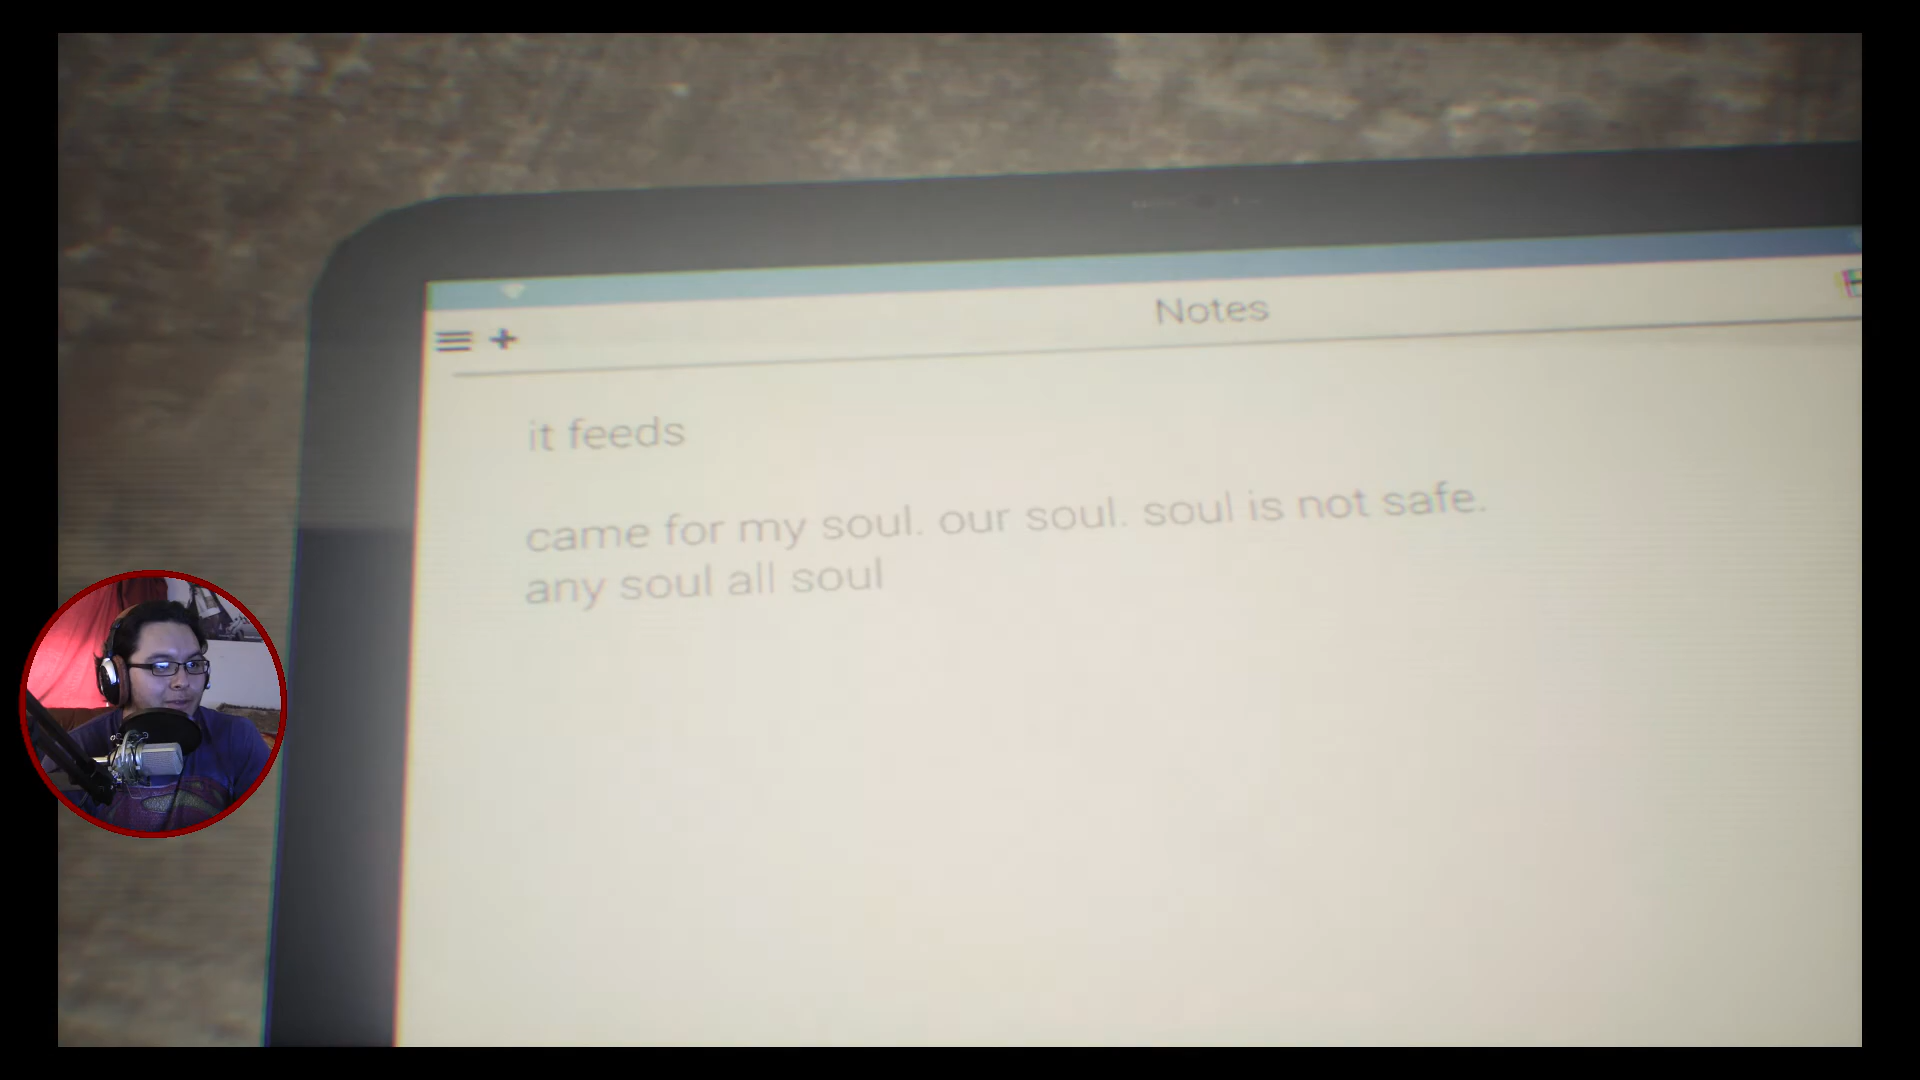 Notes
it feeds
came for my soul. our soul. soul is not safe.
any soul all soul